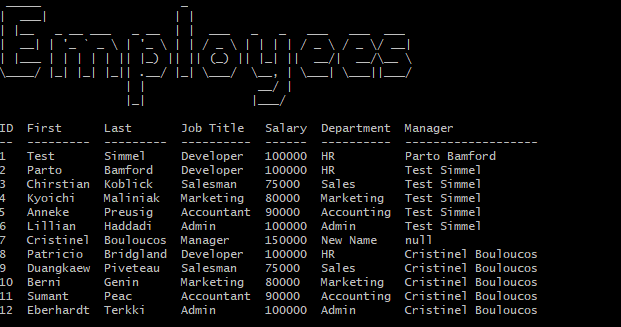 Employees
ID First Last Job Title Salary Department Manager
1 Test Simmel Developer 100000 HR Parto Bamford
2 Parto Bamford Developer 100000 HR Test Simmel
3 Chirstian Koblick Salesman 75000 Sales Test Simmel
4 Kyoichi Maliniak Marketing 80000 Marketing Test Simmel
5 Anneke Preusig Accountant 90000 Accounting Test Simmel
6 Lillian Haddadi Admin 100000 Admin Test Simmel
7 Cristinel Bouloucos Manager 150000 New Name null
8 Patricio Bridgland Developer 100000 HR Cristinel Bouloucos
9 Duangkaew Piveteau Salesman 75000 Sales Cristinel Bouloucos
10 Berni Genin Marketing 80000 Marketing Cristinel Bouloucos
11 Sumant Peac Accountant 90000 Accounting Cristinel Bouloucos
12 Eberhardt Terkki Admin 100000 Admin Cristinel Bouloucos